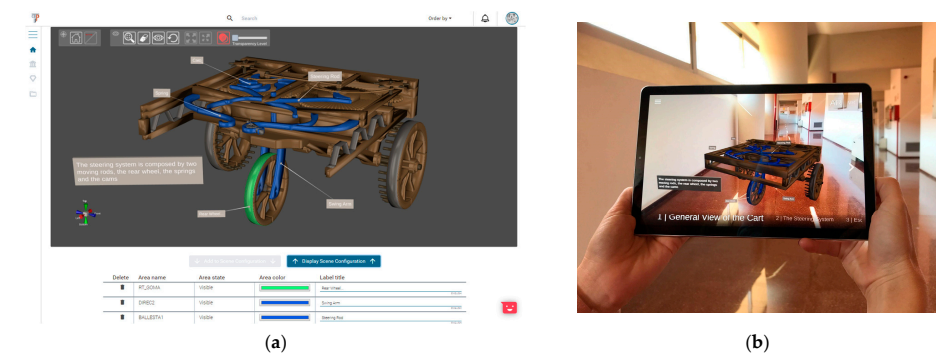 Search
Order by
Transparency Level
Cam
Steering Rod
Spring
The steering system is composed by two
moving rods, the rear wheel, the springs
and the cams
Rear Wheel
Swing Arm
Display Scene Configuration
Delete Area name Area state Area color Label title
RT_GOMA Visible Rear Wheel
DIREC2 Visible Swing Arm
BALLESTA1 Visible Steering Rod
(a)
The steering system is composed by two
moving rods, the rear wheel, the springs
and the cams
1 | General View of the Cart 2 | The Steering System 3 | Es
(b)